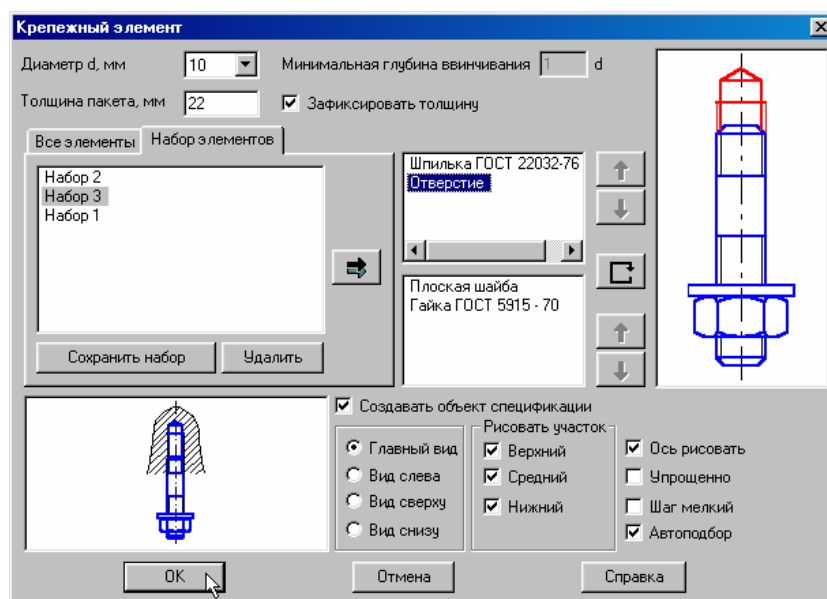 Крепежный элемент
Диаметр d, мм 10 Минимальная глубина ввинчивания 1 d
Толщина пакета, мм 22 Зафиксировать толщину
Все элементы Набор элементов
Набор 2
Набор 3
Набор 1
Сохранить набор Удалить
Шпилька ГОСТ 22032-76
Отверстие
Плоская шайба
Гайка ГОСТ 5915 - 70
Создавать объект спецификации
Главный вид
Вид слева
Вид сверху
Вид снизу
Рисовать участок
Верхний
Средний
Нижний
Ось рисовать
Упрощенно
Шаг мелкий
Автоподбор
OK Отмена Справка